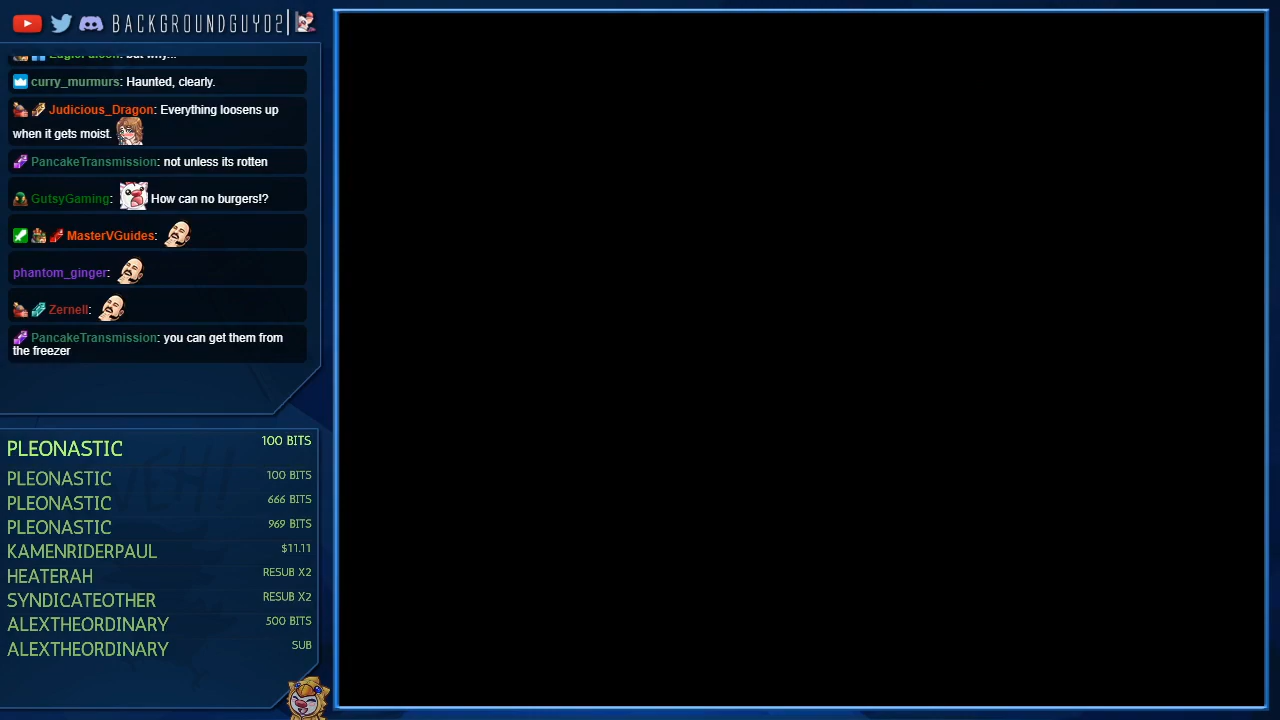 BACKGROUNDGUY02
EagleFalcon: but why...
curry_murmurs: Haunted, clearly.
Judicious_Dragon: Everything loosens up
when it gets moist.
PancakeTransmission: not unless its rotten
GutsyGaming: How can no burgers!?
MasterVGuides:
phantom_ginger:
Zernell:
PancakeTransmission: you can get them from
the freezer
PLEONASTIC 100 BITS
PLEONASTIC 100 BITS
PLEONASTIC 666 BITS
PLEONASTIC 969 BITS
KAMENRIDERPAUL $11.11
HEATERAH RESUB X2
SYNDICATEOTHER RESUB X2
ALEXTHEORDINARY 500 BITS
ALEXTHEORDINARY SUB